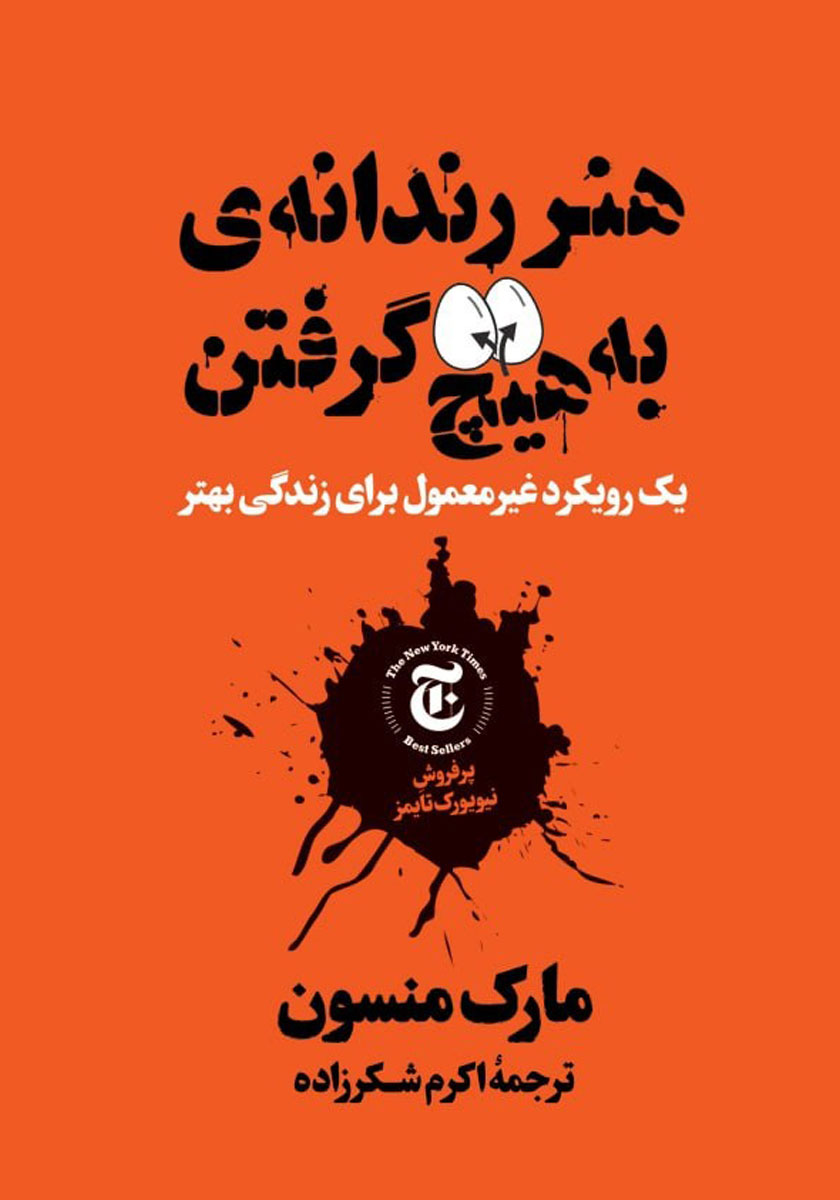 هنر رندانه‌ی
به هیچ گرفتن
یک رویکرد غیرمعمول برای زندگی بهتر
The New York Times
T
Best Sellers
پرفروشِ
نیویورک تایمز
مارک منسون
ترجمۀ اکرم شکرزاده